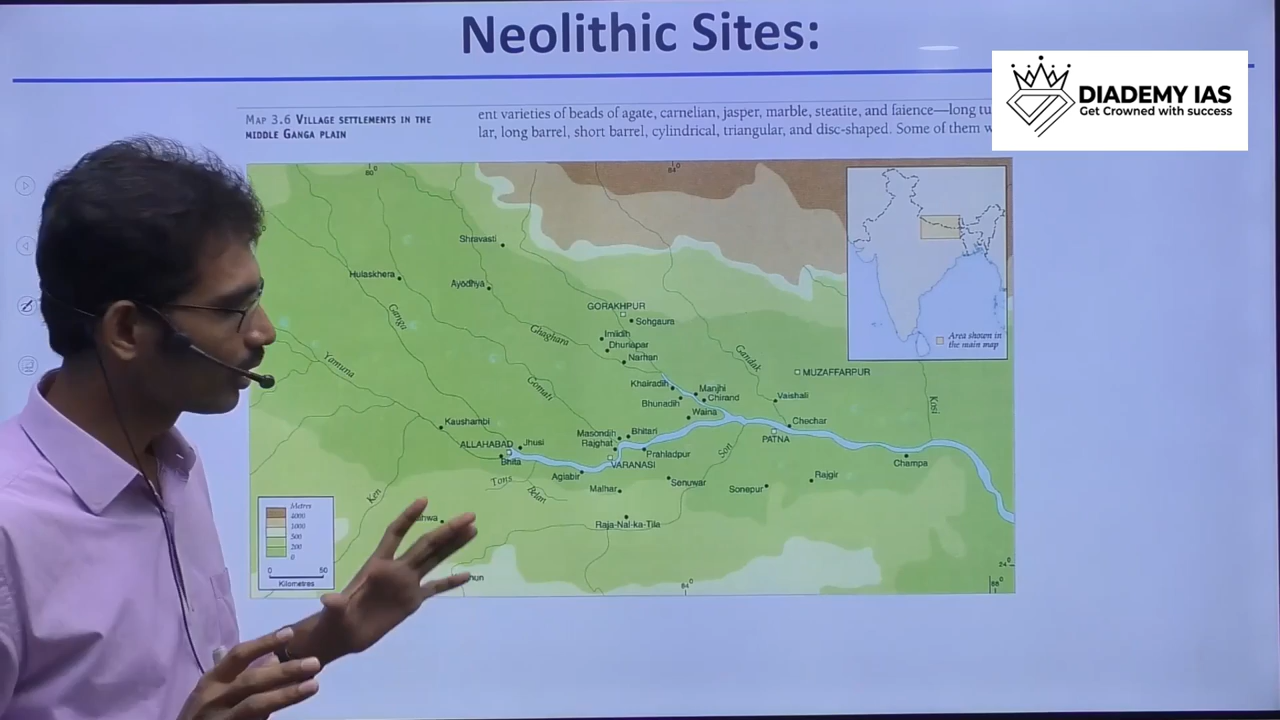 Neolithic Sites:
DIADEMY IAS
Get Crowned with success
MAP 3.6 VILLAGE SETTLEMENTS IN THE
MIDDLE GANGA PLAIN
ent varieties of beads of agate, carnelian, jasper, marble, steatite, and faience—long tu
lar, long barrel, short barrel, cylindrical, triangular, and disc-shaped. Some of them w
80°
84°
Shravasti
Hulaskhera
Ayodhya
GORAKHPUR
Sohgaura
Ganga
Ghaghara
Imlidih
Dhuriapar
Narhan
Area shown in
the main map
Yamuna
Gomati
Gandak
MUZAFFARPUR
Khairadih
Manjhi
Chirand
Vaishali
Kosi
Bhunadih
Waina
Kaushambi
Chechar
Masondih
Bhitari
PATNA
ALLAHABAD
Jhusi
Rajghat
Prahladpur
Son
Bhita
VARANASI
Champa
Agiabir
Tons
Belan
Malhar
Senuwar
Sonepur
Rajgir
Ken
Raja-Nal-ka-Tila
Metres
4000
1000
500
200
0
0 50
Kilometres
24°
84°
88°